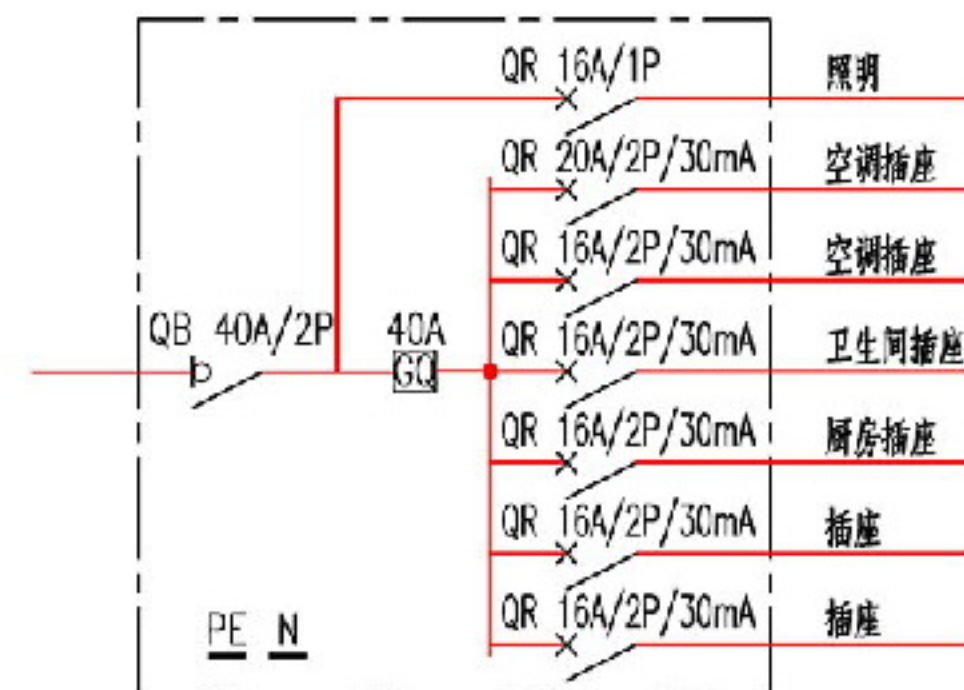 QR 16A/1P 照明
QR 20A/2P/30mA 空调插座
QR 16A/2P/30mA 空调插座
QB 40A/2P 40A QR 16A/2P/30mA 卫生间插座
GQ
QR 16A/2P/30mA 厨房插座
QR 16A/2P/30mA 插座
QR 16A/2P/30mA 插座
PE N